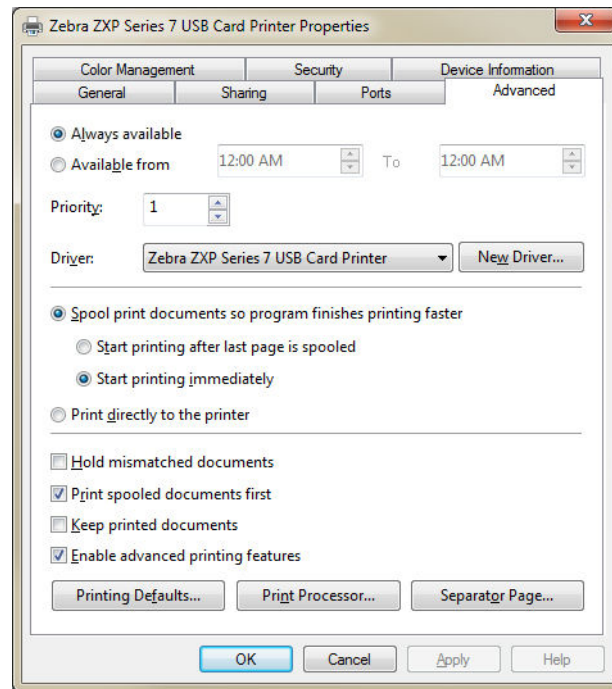 Zebra ZXP Series 7 USB Card Printer Properties
Color Management Security Device Information
General Sharing Ports Advanced
Always available
Available from 12:00 AM To 12:00 AM
Priority: 1
Driver: Zebra ZXP Series 7 USB Card Printer New Driver...
Spool print documents so program finishes printing faster
Start printing after last page is spooled
Start printing immediately
Print directly to the printer
Hold mismatched documents
Print spooled documents first
Keep printed documents
Enable advanced printing features
Printing Defaults... Print Processor... Separator Page...
OK Cancel Apply Help